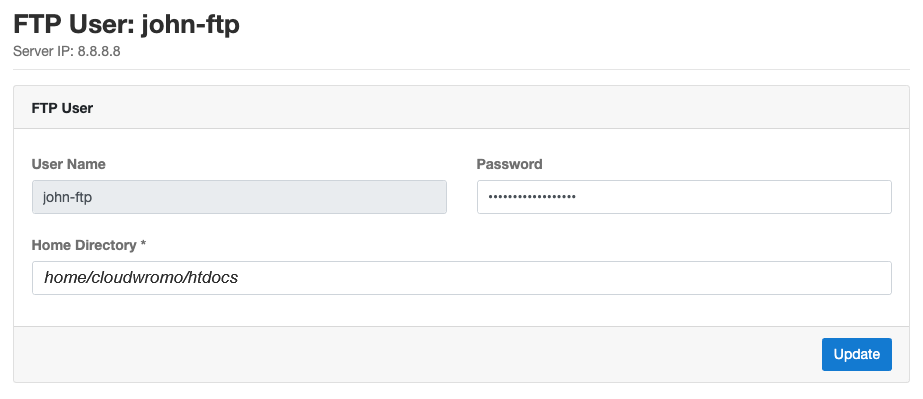 FTP User: john-ftp
Server IP: 8.8.8.8
FTP User
User Name
Password
john-ftp
••••••••••••••••••
Home Directory *
home/cloudwromo/htdocs
Update